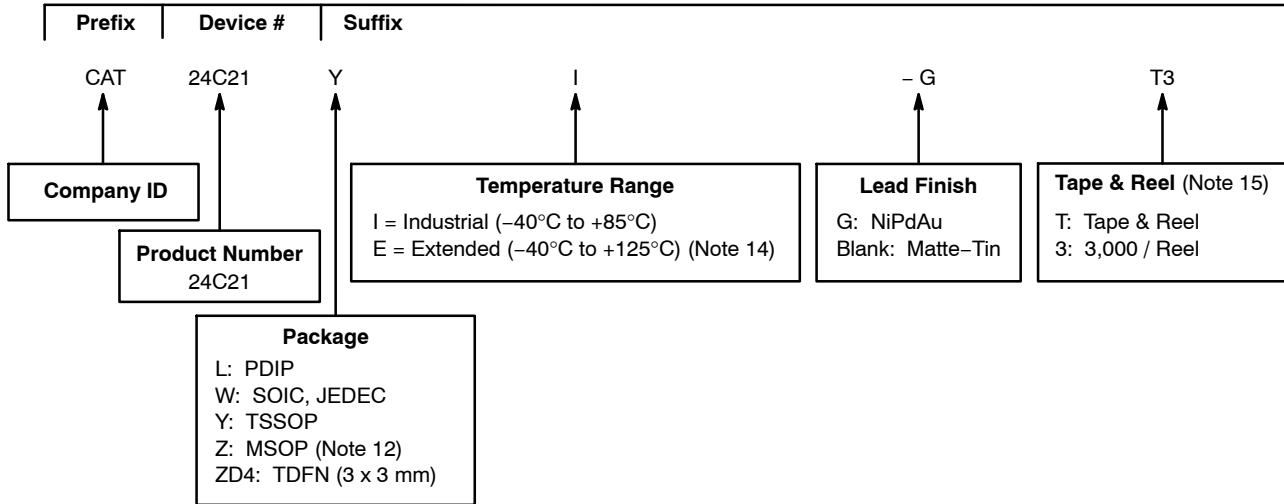 Prefix Device # Suffix
CAT 24C21 Y I – G T3
Company ID
Product Number
24C21
Package
L: PDIP
W: SOIC, JEDEC
Y: TSSOP
Z: MSOP (Note 12)
ZD4: TDFN (3 x 3 mm)
Temperature Range
I = Industrial (−40°C to +85°C)
E = Extended (−40°C to +125°C) (Note 14)
Lead Finish
G: NiPdAu
Blank: Matte−Tin
Tape & Reel (Note 15)
T: Tape & Reel
3: 3,000 / Reel